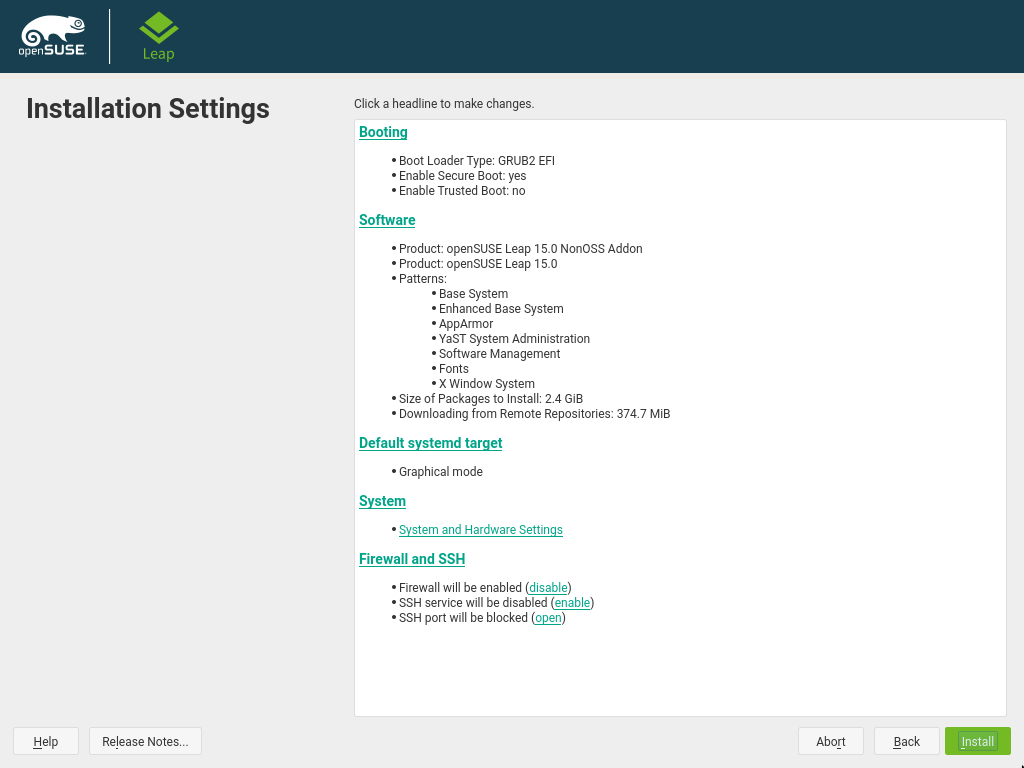 openSUSE.
Leap
Installation Settings
Click a headline to make changes.
Booting
• Boot Loader Type: GRUB2 EFI
• Enable Secure Boot: yes
• Enable Trusted Boot: no
Software
• Product: openSUSE Leap 15.0 NonOSS Addon
• Product: openSUSE Leap 15.0
• Patterns:
• Base System
• Enhanced Base System
• AppArmor
• YaST System Administration
• Software Management
• Fonts
• X Window System
• Size of Packages to Install: 2.4 GiB
• Downloading from Remote Repositories: 374.7 MiB
Default systemd target
• Graphical mode
System
• System and Hardware Settings
Firewall and SSH
• Firewall will be enabled (disable)
• SSH service will be disabled (enable)
• SSH port will be blocked (open)
Help Release Notes... Abort Back Install